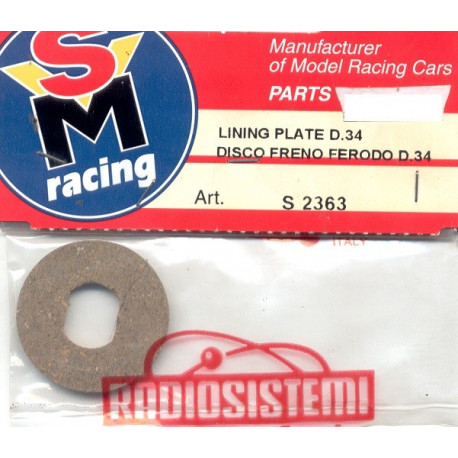 SM
racing
Manufacturer
of Model Racing Cars
PARTS
LINING PLATE D.34
DISCO FRENO FERODO D.34
Art. S 2363
ITALY
RADIOSISTEMI